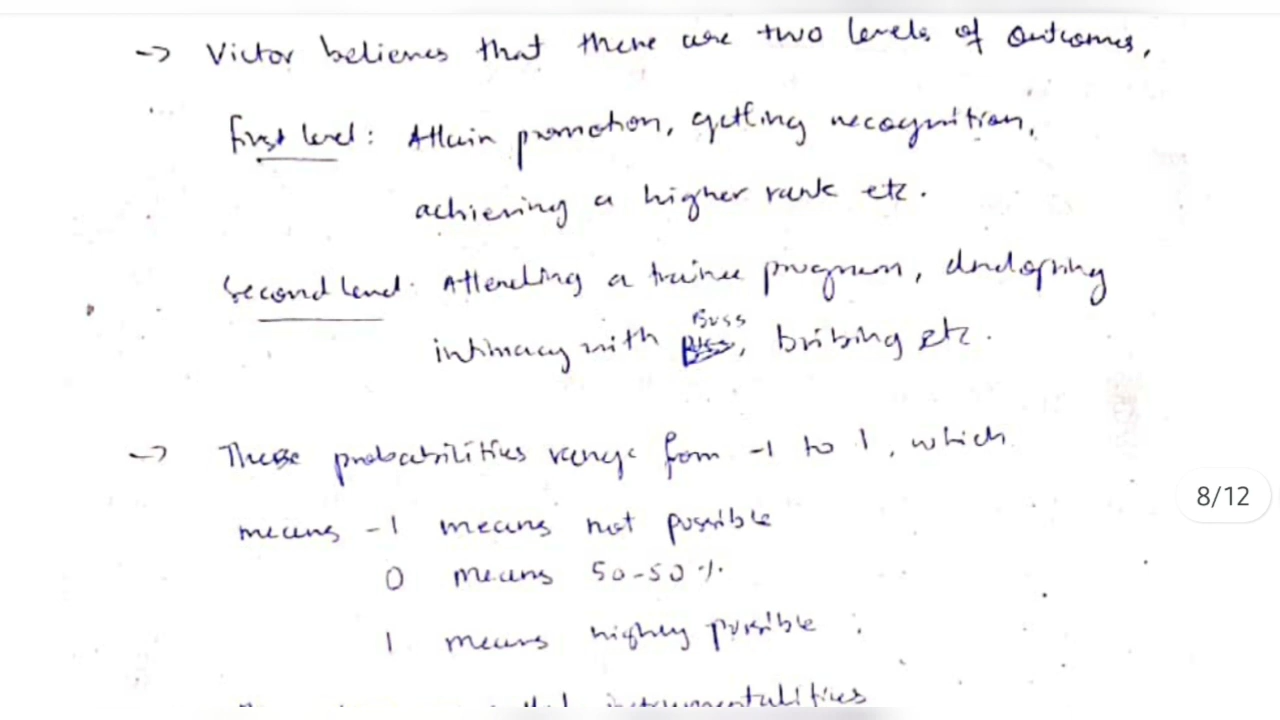 → Victor believes that there are two levels of outcomes,
first level: Attain promotion, getting recognition,
achieving a higher rank etc.
Second level: Attending a trainee program, developing
intimacy with Boss, bribing etc.
→ These probabilities range from -1 to 1, which
means -1 means not possible
8/12
0 means 50-50%
1 means highly possible.
instrumentalities